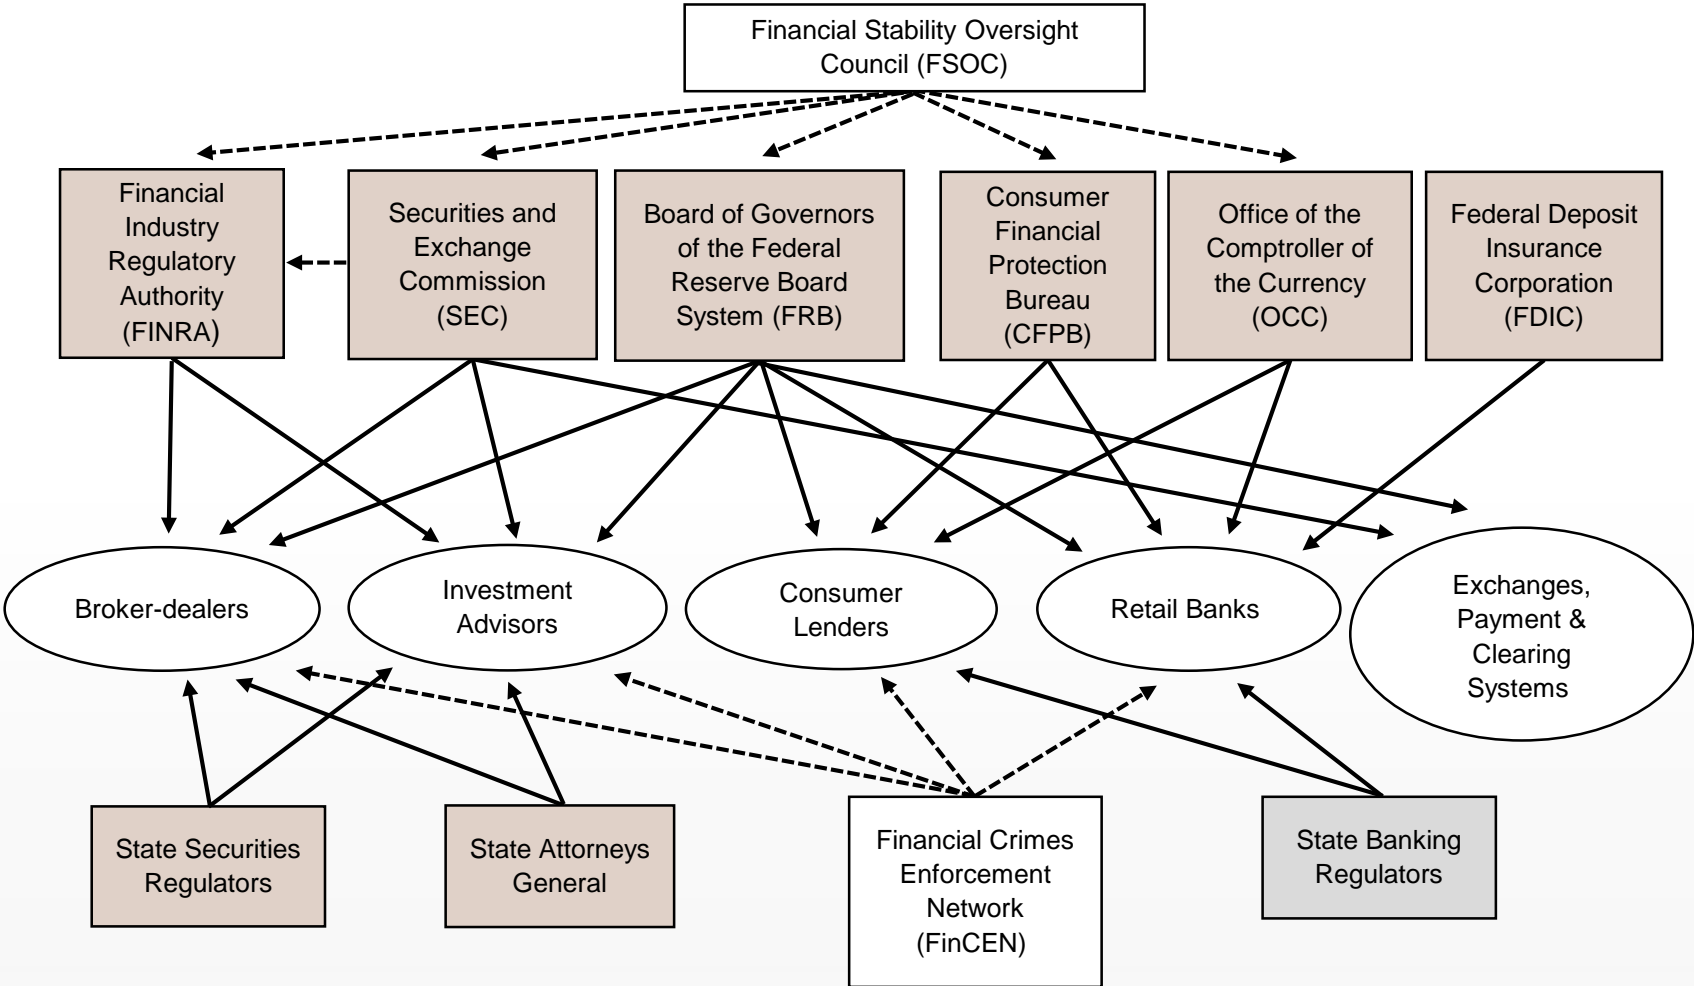 Financial Stability Oversight
Council (FSOC)
Financial
Industry
Regulatory
Authority
(FINRA)
Securities and
Exchange
Commission
(SEC)
Board of Governors
of the Federal
Reserve Board
System (FRB)
Consumer
Financial
Protection
Bureau
(CFPB)
Office of the
Comptroller of
the Currency
(OCC)
Federal Deposit
Insurance
Corporation
(FDIC)
Broker-dealers
Investment
Advisors
Consumer
Lenders
Retail Banks
Exchanges,
Payment &
Clearing
Systems
State Securities
Regulators
State Attorneys
General
Financial Crimes
Enforcement
Network
(FinCEN)
State Banking
Regulators